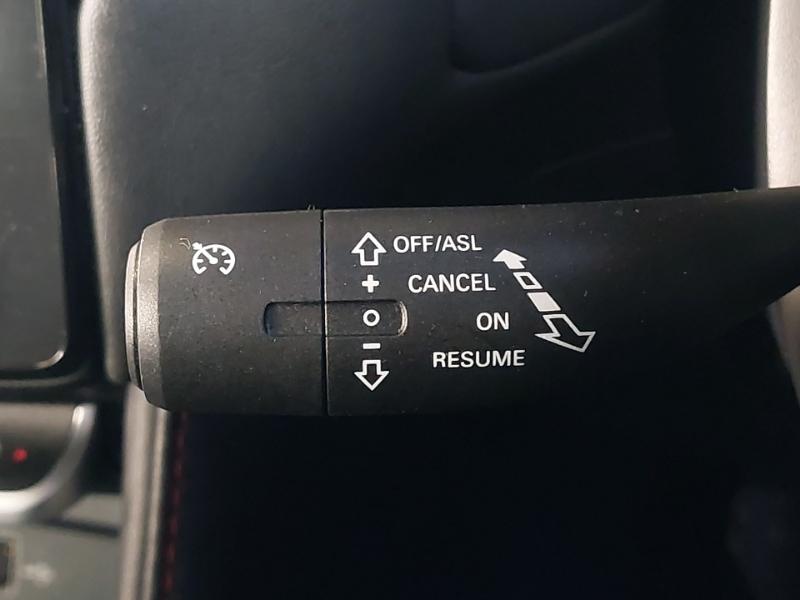 OFF/ASL
+ CANCEL
O ON
– RESUME